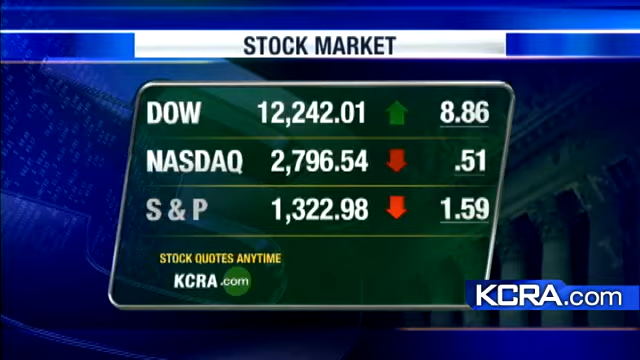 STOCK MARKET
DOW 12,242.01 8.86
NASDAQ 2,796.54 .51
S & P 1,322.98 1.59
STOCK QUOTES ANYTIME
KCRA.com
KCRA.com